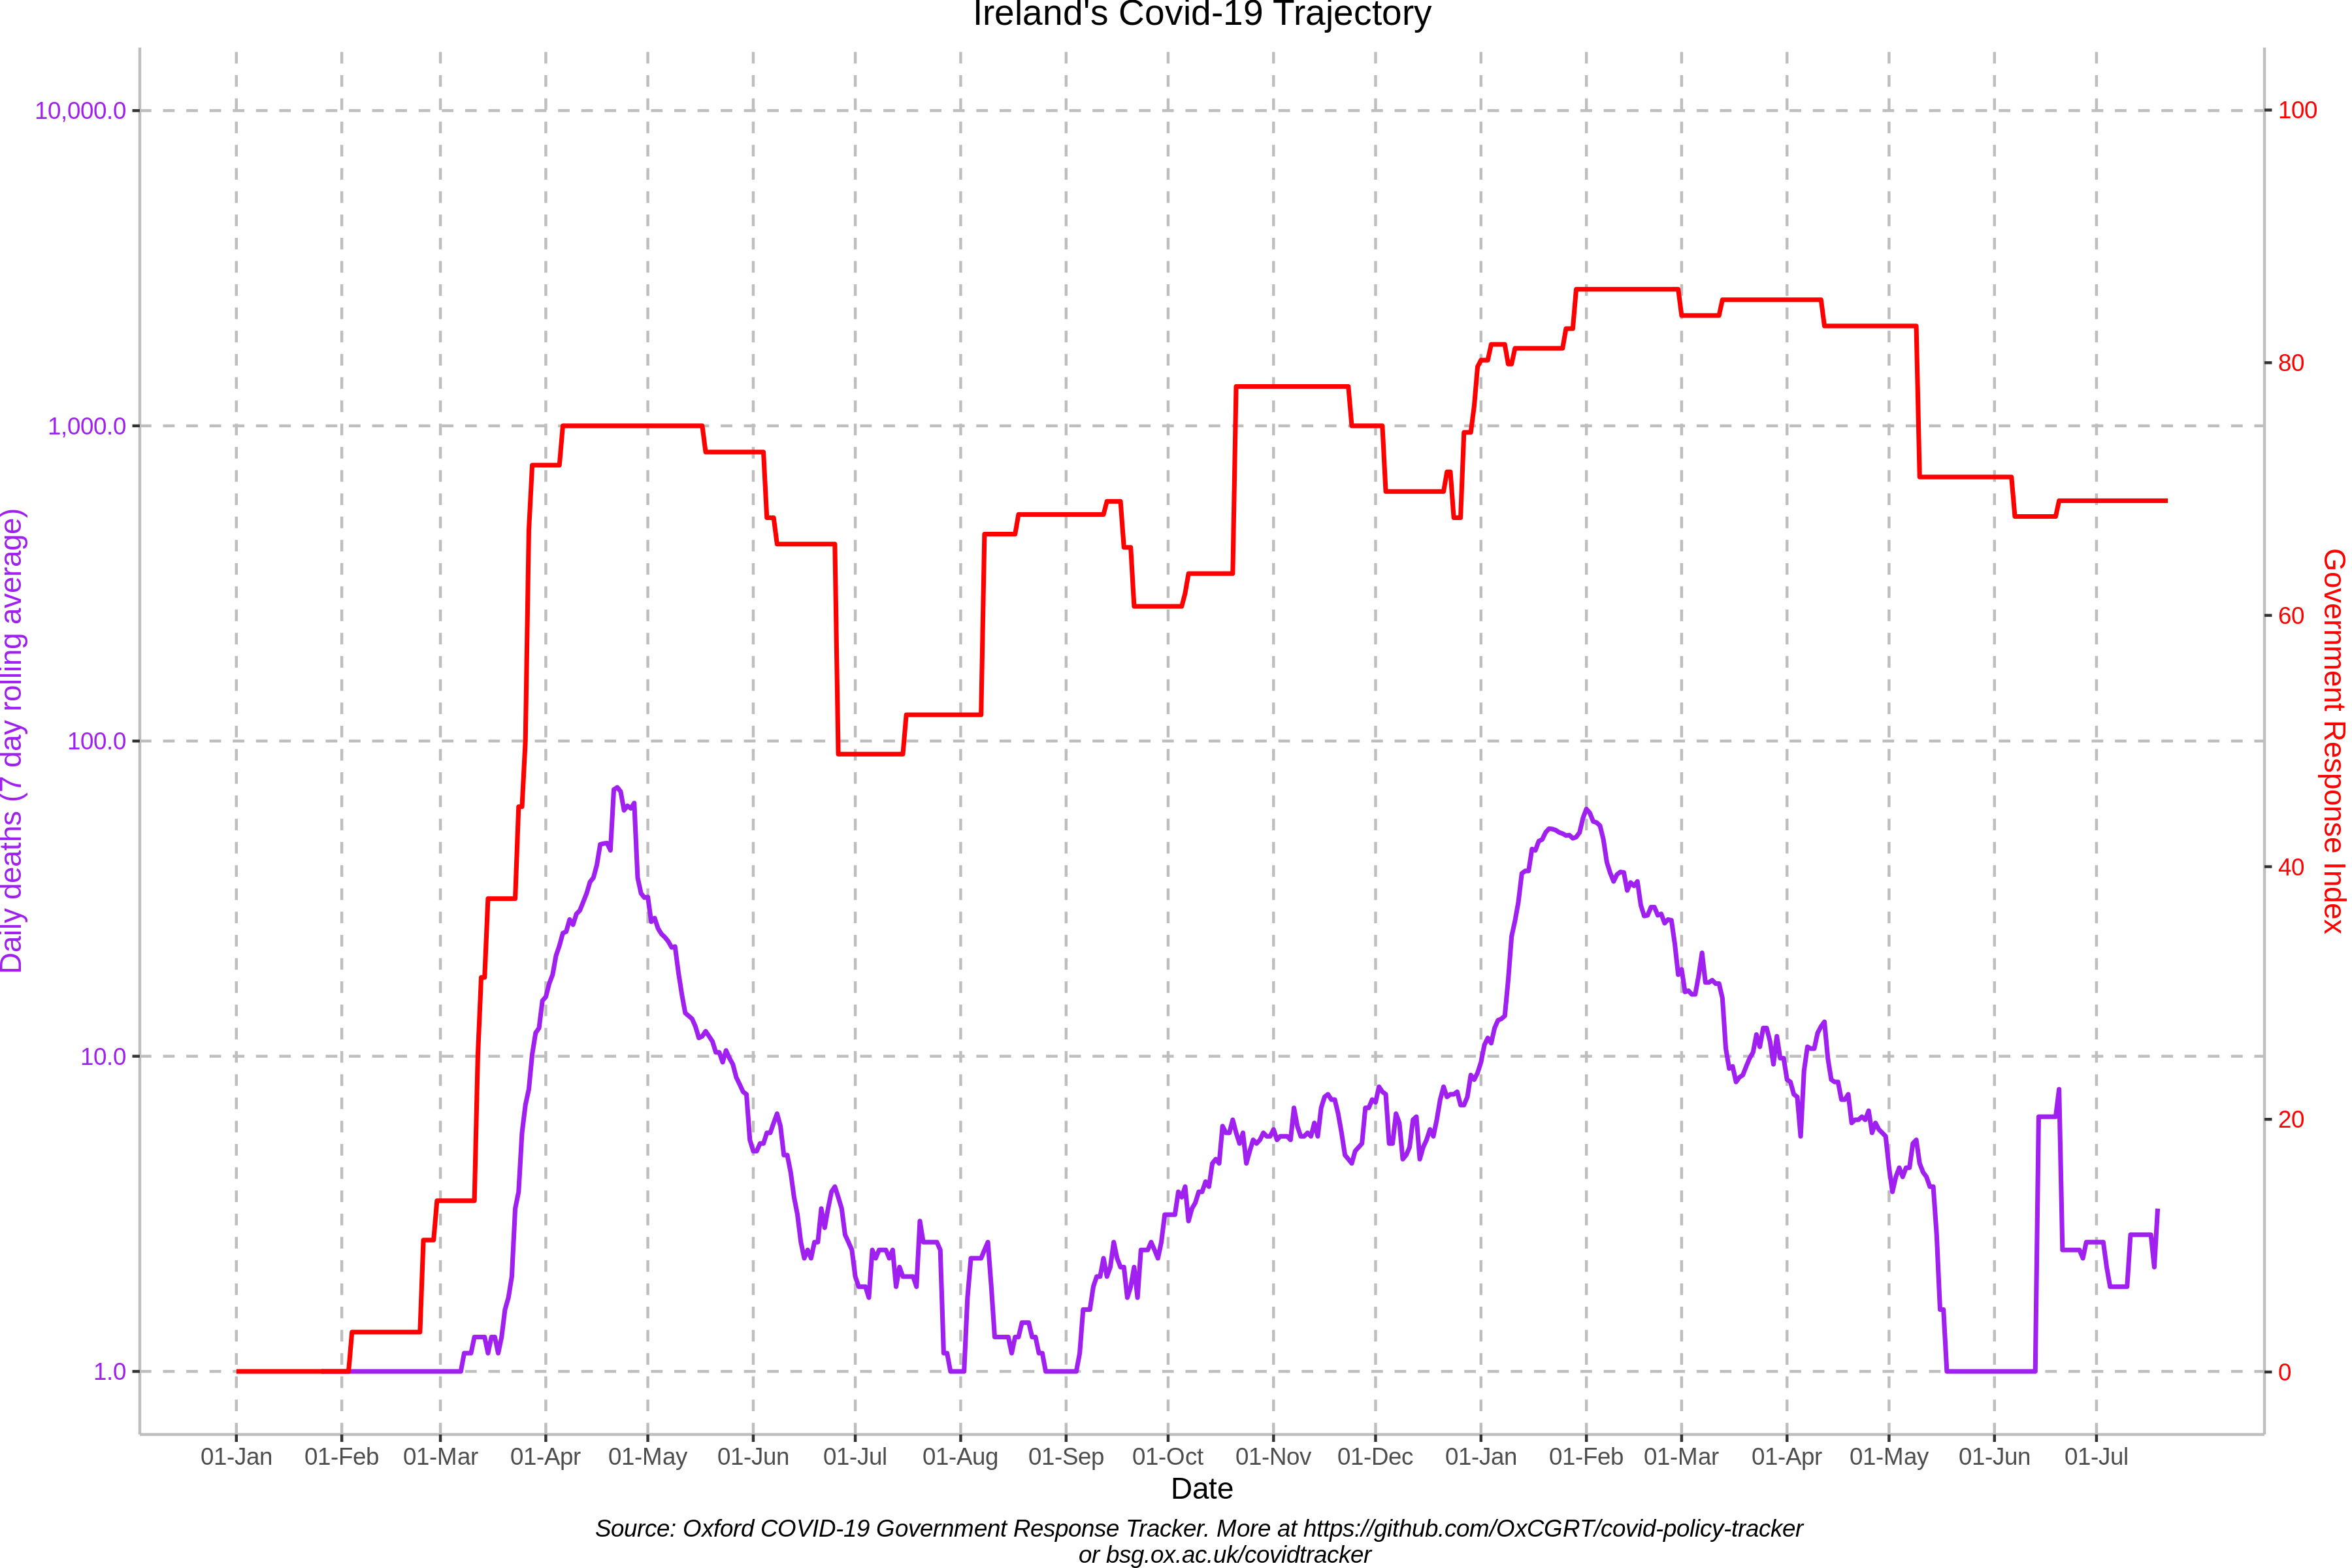 Ireland's Covid-19 Trajectory
10,000.0
1,000.0
100.0
10.0
1.0
Daily deaths (7 day rolling average)
100
80
60
40
20
0
Government Response Index
01-Jan 01-Feb 01-Mar 01-Apr 01-May 01-Jun 01-Jul 01-Aug 01-Sep 01-Oct 01-Nov 01-Dec 01-Jan 01-Feb 01-Mar 01-Apr 01-May 01-Jun 01-Jul
Date
Source: Oxford COVID-19 Government Response Tracker. More at https://github.com/OxCGRT/covid-policy-tracker
or bsg.ox.ac.uk/covidtracker